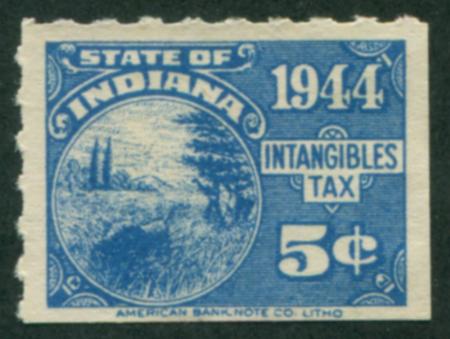 STATE OF
INDIANA
1944
INTANGIBLES
TAX
5¢
AMERICAN BANK NOTE CO. LITHO